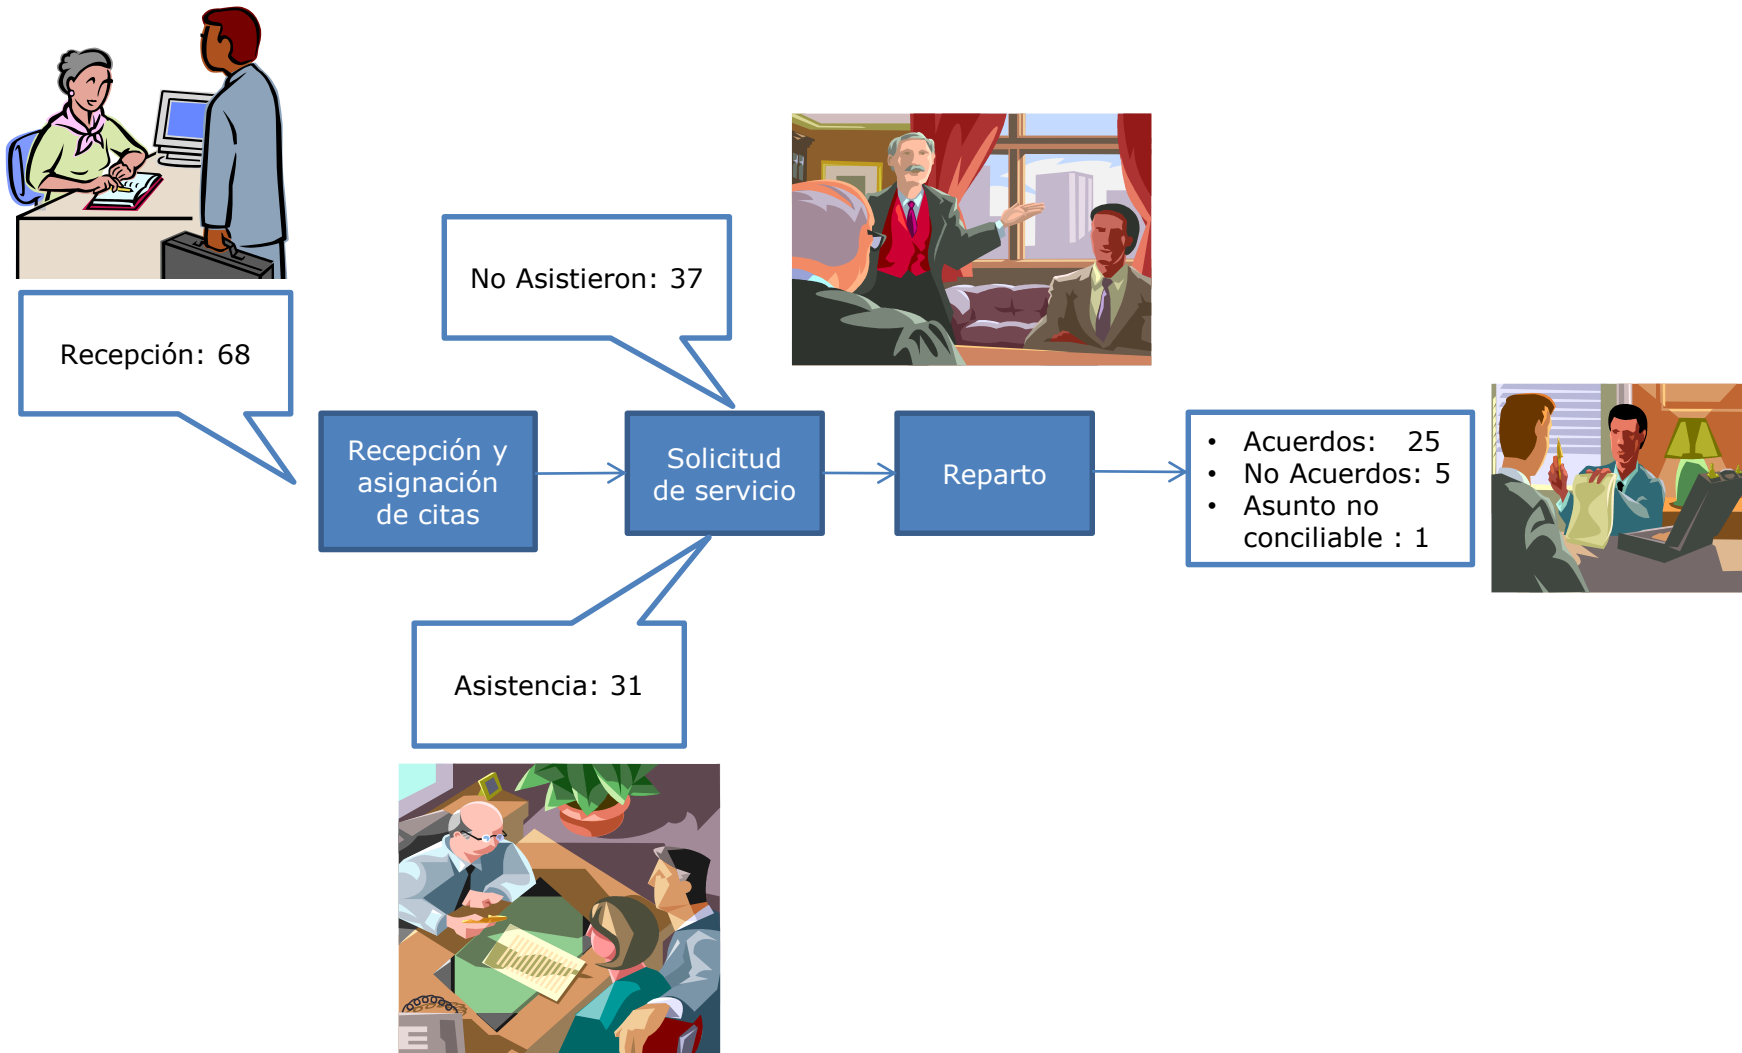 Recepción: 68
No Asistieron: 37
Recepción y
asignación
de citas
Solicitud
de servicio
Reparto
• Acuerdos: 25
• No Acuerdos: 5
• Asunto no
conciliable : 1
Asistencia: 31